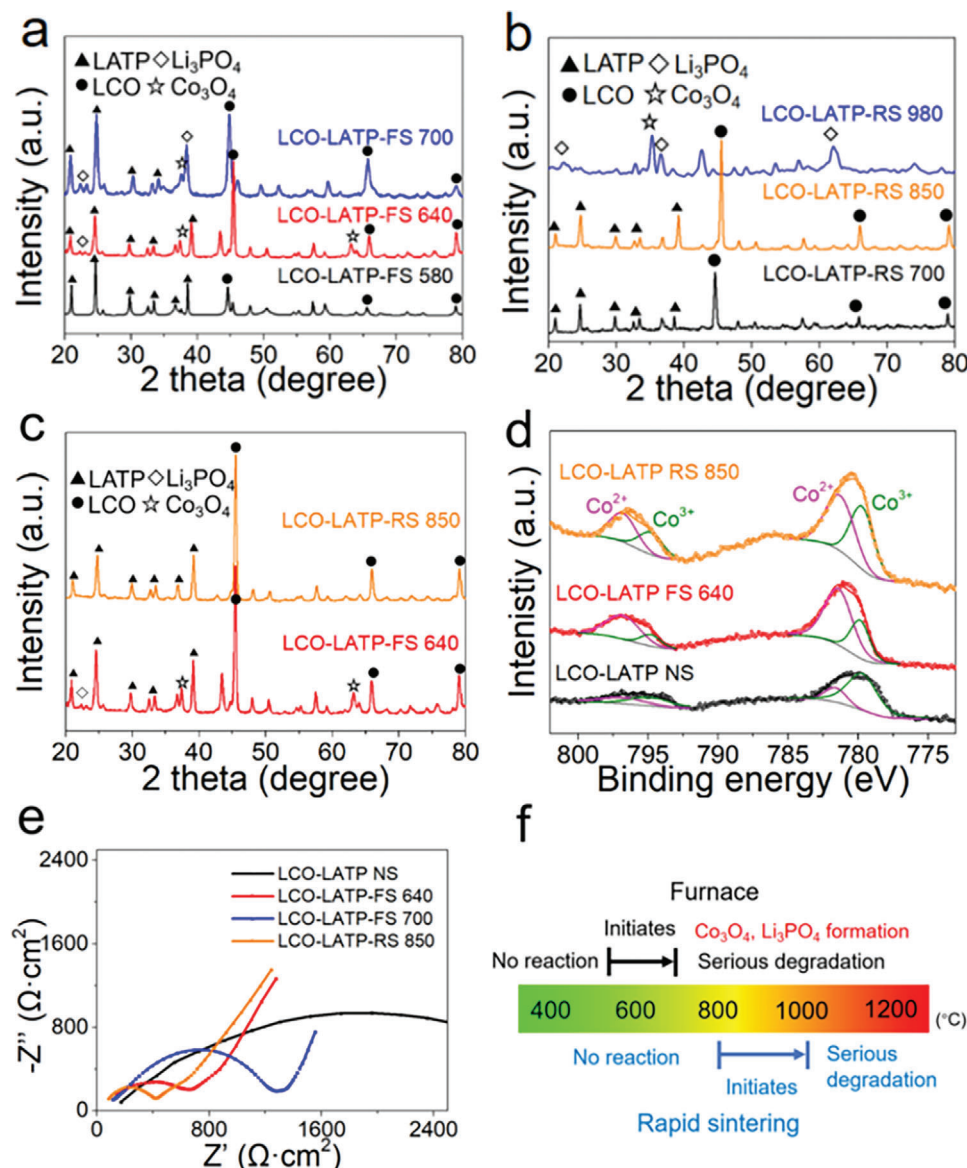 a
▲ LATP ◇ Li₃PO₄
● LCO ☆ Co₃O₄
LCO-LATP-FS 700
LCO-LATP-FS 640
LCO-LATP-FS 580
Intensity (a.u.)
20 30 40 50 60 70 80
2 theta (degree)
b
▲ LATP ◇ Li₃PO₄
● LCO ☆ Co₃O₄
LCO-LATP-RS 980
LCO-LATP-RS 850
LCO-LATP-RS 700
Intensity (a.u.)
20 30 40 50 60 70 80
2 theta (degree)
c
▲ LATP ◇ Li₃PO₄
● LCO ☆ Co₃O₄
LCO-LATP-RS 850
LCO-LATP-FS 640
Intensity (a.u.)
20 30 40 50 60 70 80
2 theta (degree)
d
LCO-LATP RS 850
Co²⁺ Co³⁺ Co²⁺ Co³⁺
LCO-LATP FS 640
LCO-LATP NS
Intenistiy (a.u.)
800 795 790 785 780 775
Binding energy (eV)
e
2400
1600
800
0
LCO-LATP NS
LCO-LATP-FS 640
LCO-LATP-FS 700
LCO-LATP-RS 850
-Z'' (Ω·cm²)
0 800 1600 2400
Z' (Ω·cm²)
f
Furnace
Initiates Co₃O₄, Li₃PO₄ formation
No reaction Serious degradation
400 600 800 1000 1200 (°C)
No reaction Initiates Serious
degradation
Rapid sintering